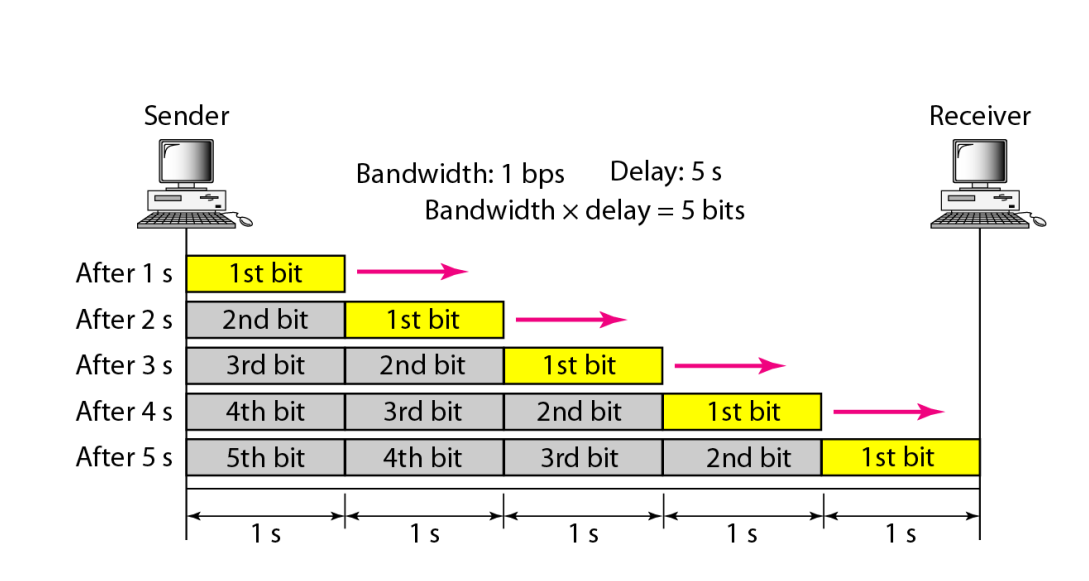 Sender Receiver
Bandwidth: 1 bps Delay: 5 s
Bandwidth × delay = 5 bits
After 1 s 1st bit
After 2 s 2nd bit 1st bit
After 3 s 3rd bit 2nd bit 1st bit
After 4 s 4th bit 3rd bit 2nd bit 1st bit
After 5 s 5th bit 4th bit 3rd bit 2nd bit 1st bit
1 s 1 s 1 s 1 s 1 s